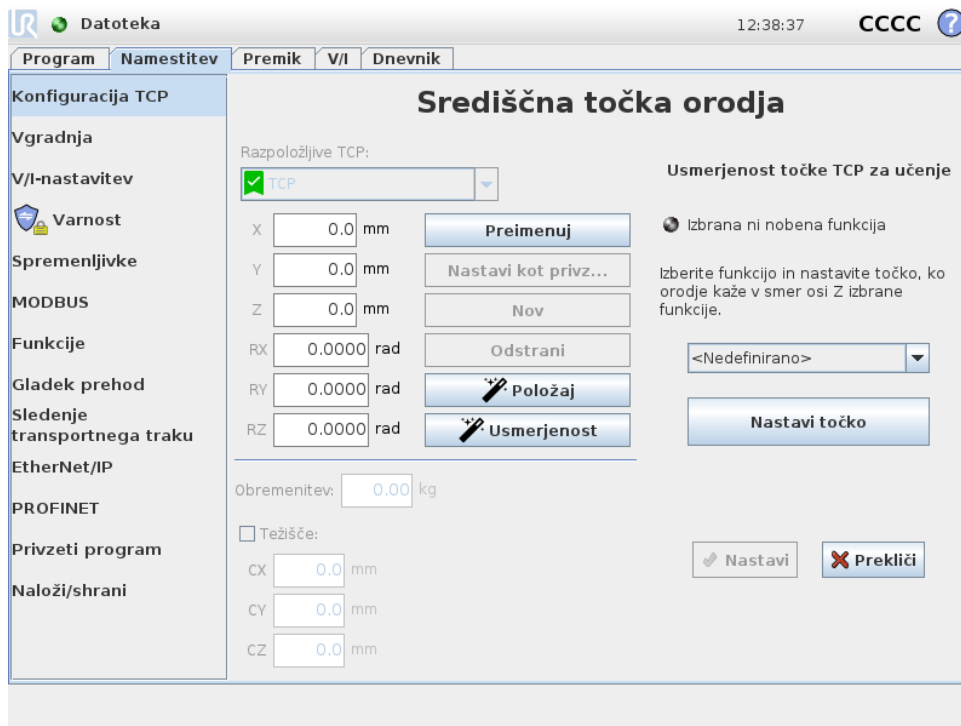 UR Datoteka 12:38:37 CCCC ?
Program Namestitev Premik V/I Dnevnik
Konfiguracija TCP
Vgradnja
V/I-nastavitev
Varnost
Spremenljivke
MODBUS
Funkcije
Gladek prehod
Sledenje
transportnega traku
EtherNet/IP
PROFINET
Privzeti program
Naloži/shrani
Središčna točka orodja
Razpoložljive TCP:
TCP
X 0.0 mm Preimenuj
Y 0.0 mm Nastavi kot privz...
Z 0.0 mm Nov
RX 0.0000 rad Odstrani
RY 0.0000 rad Položaj
RZ 0.0000 rad Usmerjenost
Obremenitev: 0.00 kg
Težišče:
CX 0.0 mm
CY 0.0 mm
CZ 0.0 mm
Usmerjenost točke TCP za učenje
Izbrana ni nobena funkcija
Izberite funkcijo in nastavite točko, ko
orodje kaže v smer osi Z izbrane
funkcije.
<Nedefinirano>
Nastavi točko
Nastavi Prekliči